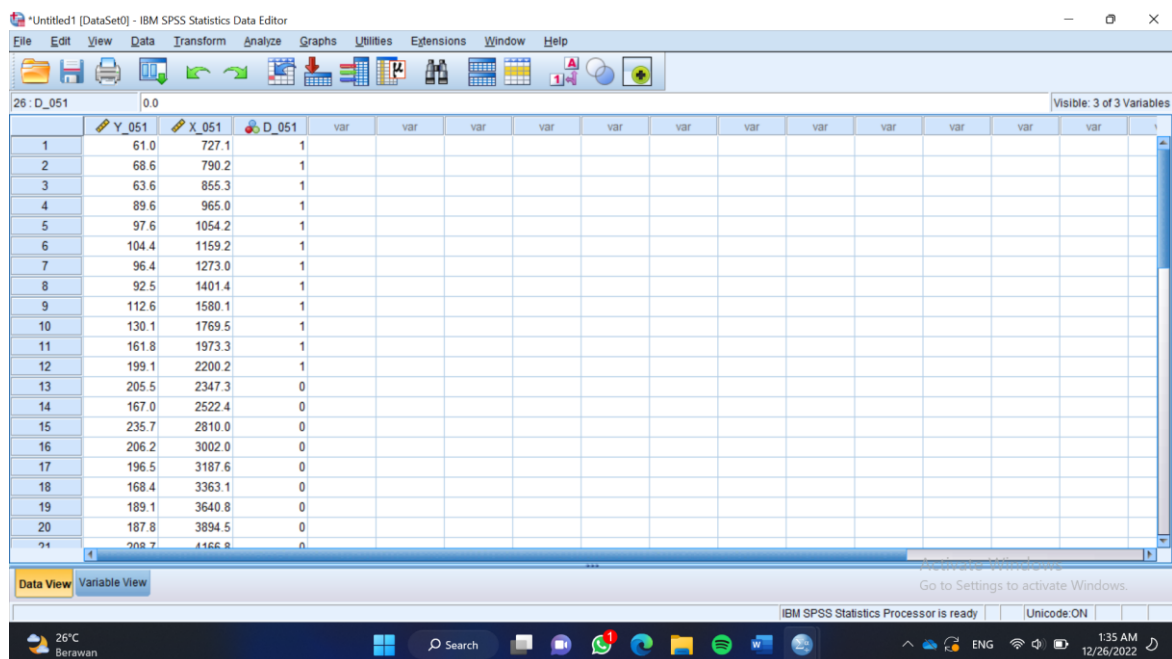 *Untitled1 [DataSet0] - IBM SPSS Statistics Data Editor
File Edit View Data Transform Analyze Graphs Utilities Extensions Window Help
26 : D_051 0.0 Visible: 3 of 3 Variables
Y_051 X_051 D_051 var var var var var var var var var var var var
1 61.0 727.1 1
2 68.6 790.2 1
3 63.6 855.3 1
4 89.6 965.0 1
5 97.6 1054.2 1
6 104.4 1159.2 1
7 96.4 1273.0 1
8 92.5 1401.4 1
9 112.6 1580.1 1
10 130.1 1769.5 1
11 161.8 1973.3 1
12 199.1 2200.2 1
13 205.5 2347.3 0
14 167.0 2522.4 0
15 235.7 2810.0 0
16 206.2 3002.0 0
17 196.5 3187.6 0
18 168.4 3363.1 0
19 189.1 3640.8 0
20 187.8 3894.5 0
21 208.7 4166.8 0
Activate Windows
Data View Variable View
Go to Settings to activate Windows.
IBM SPSS Statistics Processor is ready Unicode:ON
26°C
Berawan
Search
1
ENG
1:35 AM
12/26/2022